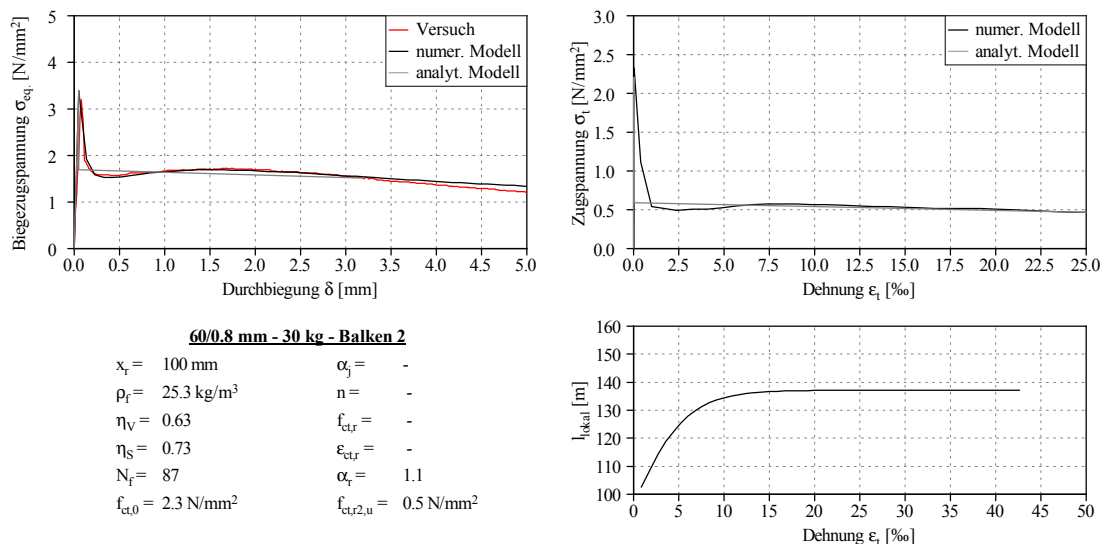 5
4
3
2
1
0
Biegezugspannung σeq. [N/mm²]
Versuch
numer. Modell
analyt. Modell
0.0 0.5 1.0 1.5 2.0 2.5 3.0 3.5 4.0 4.5 5.0
Durchbiegung δ [mm]
3.0
2.5
2.0
1.5
1.0
0.5
0.0
Zugspannung σt [N/mm²]
numer. Modell
analyt. Modell
0.0 2.5 5.0 7.5 10.0 12.5 15.0 17.5 20.0 22.5 25.0
Dehnung εt [‰]
60/0.8 mm - 30 kg - Balken 2
xr = 100 mm αj = -
ρf = 25.3 kg/m³ n = -
ηV = 0.63 fct,r = -
ηS = 0.73 εct,r = -
Nf = 87 αr = 1.1
fct,0 = 2.3 N/mm² fct,r2,u = 0.5 N/mm²
160
150
140
130
120
110
100
llokal [m]
0 5 10 15 20 25 30 35 40 45 50
Dehnung εt [‰]